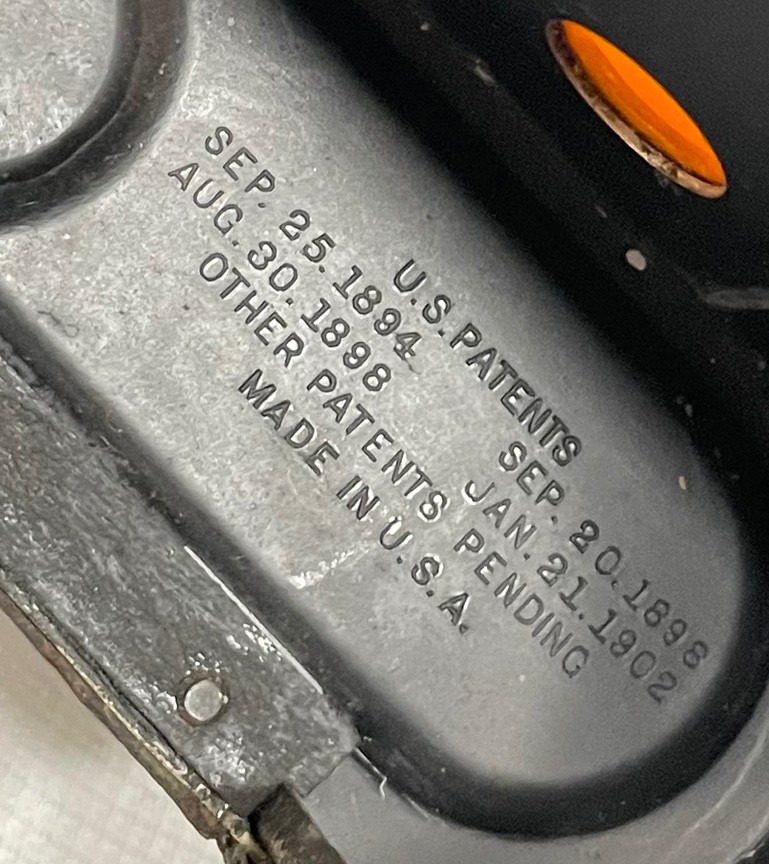 U.S. PATENTS
SEP. 25. 1894 SEP. 20. 1898
AUG. 30. 1898 JAN. 21. 1902
OTHER PATENTS PENDING
MADE IN U.S.A.